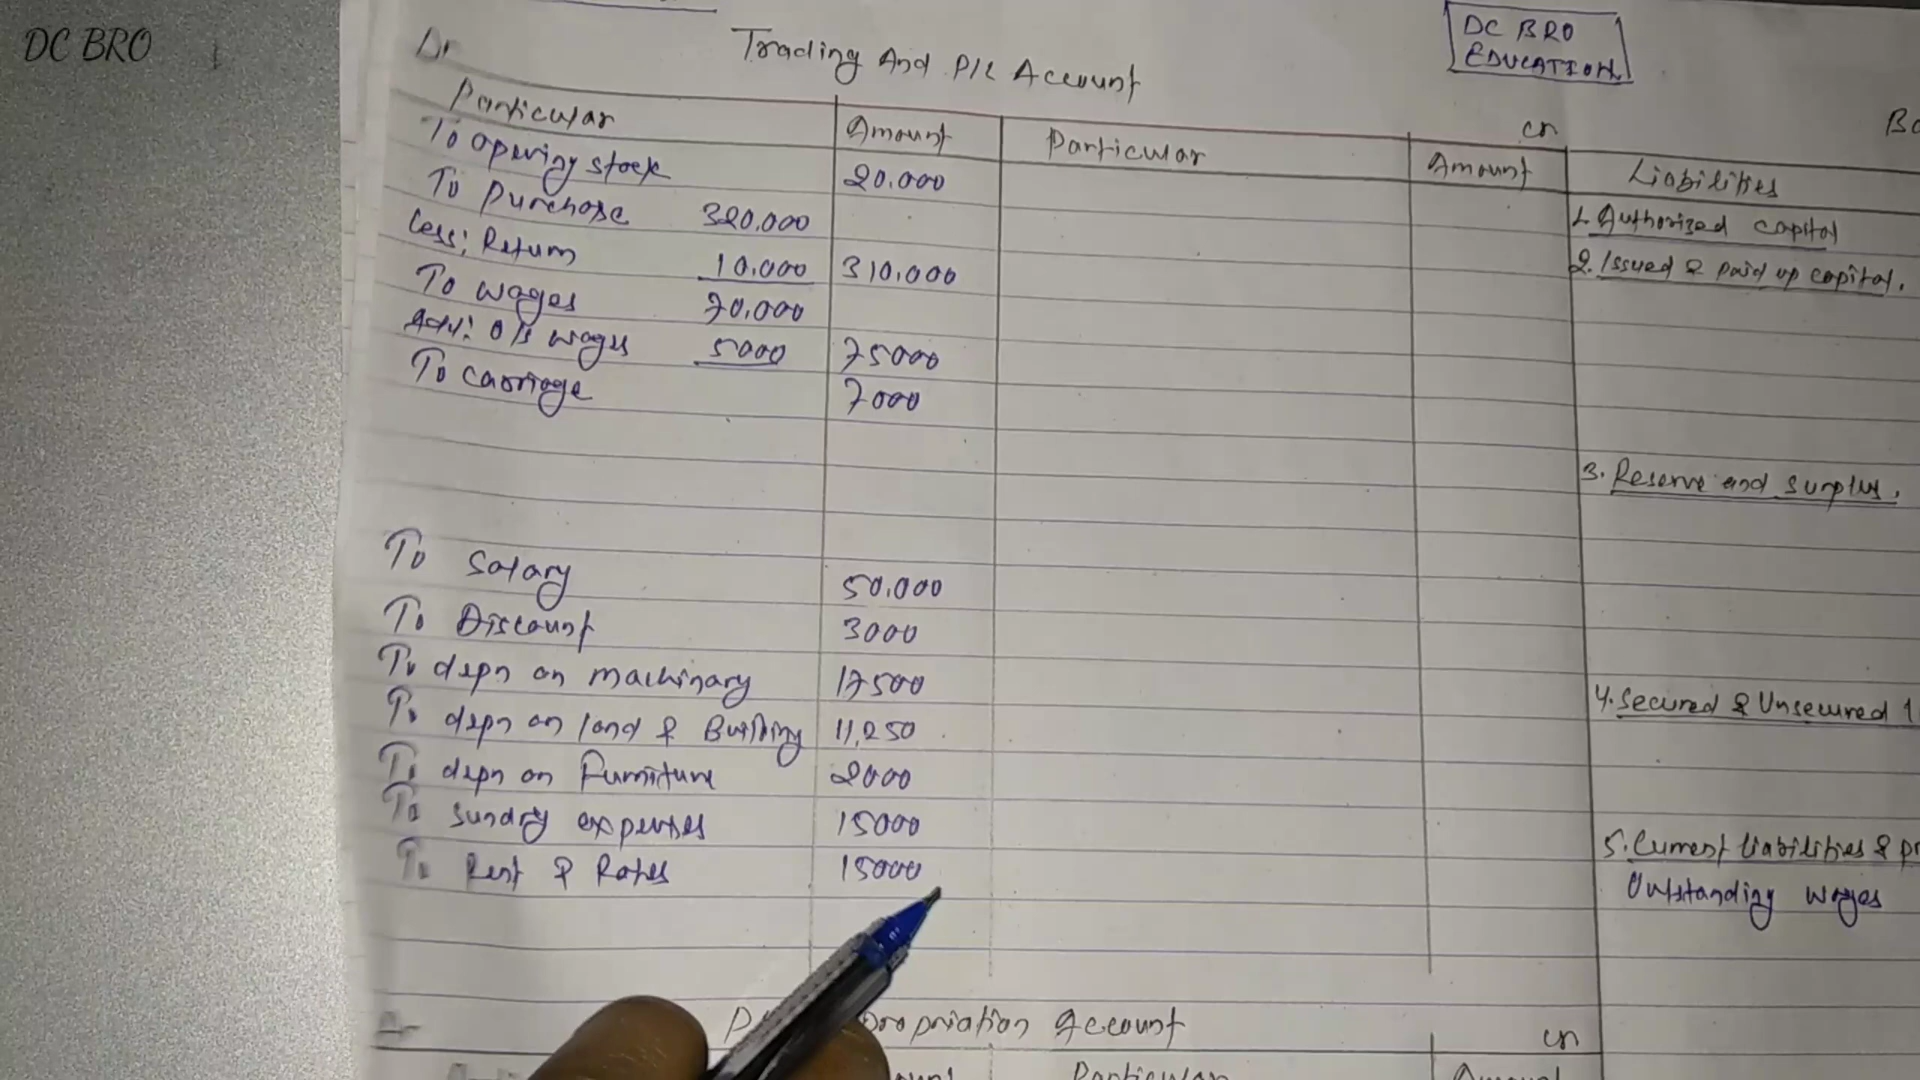 DC BRO
DC BRO
EDUCATION
Trading And P/L Account
Dr
cr
Particular Amount Particular Amount
To opening stock 20,000
To purchase 320,000
Less: Return 10,000 310,000
To wages 70,000
Add: O/s wages 5000 75000
To Carriage 7000
To Salary 50,000
To Discount 3000
To depn on machinary 17500
To depn on land & Building 11,250
To depn on Furniture 2000
To sundry expenses 15000
To Rent & Rates 15000
Liabilities
1. Authorized capital
2. Issued & paid up capital.
3. Reserve and surplus.
4. Secured & Unsecured
5. Current liabilities &
Outstanding wages
Account
cr
Particular